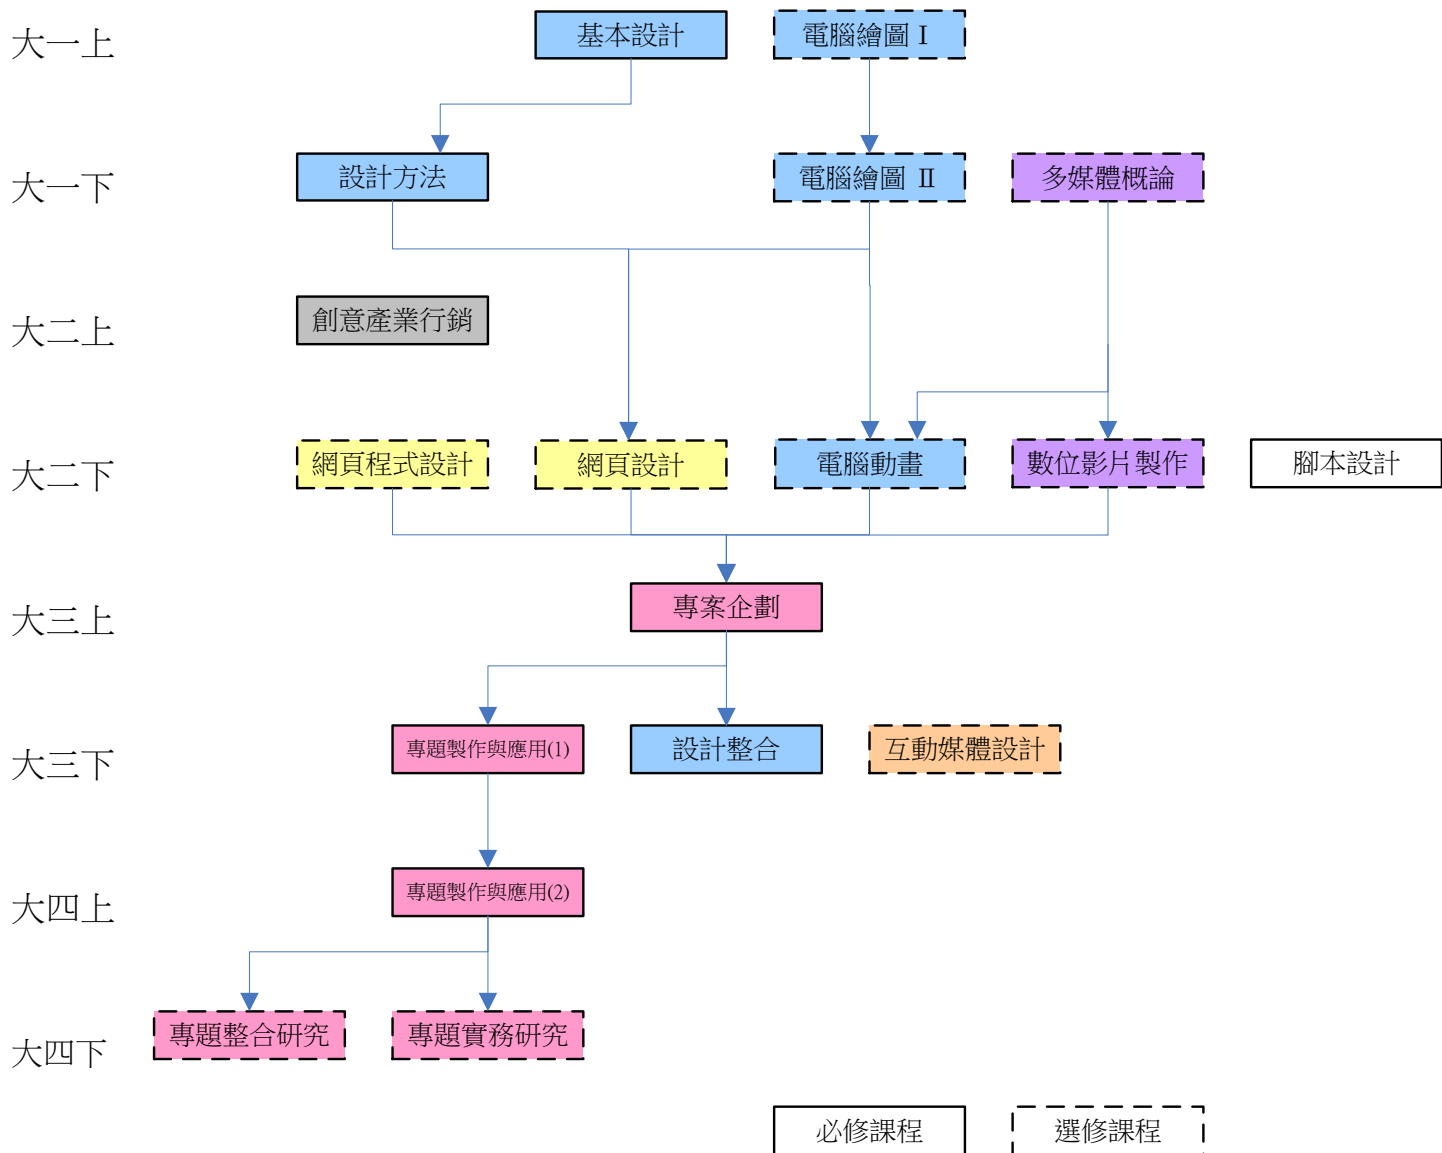 大一上
基本設計
電腦繪圖 I
大一下
設計方法
電腦繪圖 II
多媒體概論
大二上
創意產業行銷
大二下
網頁程式設計
網頁設計
電腦動畫
數位影片製作
腳本設計
大三上
專案企劃
大三下
專題製作與應用(1)
設計整合
互動媒體設計
大四上
專題製作與應用(2)
大四下
專題整合研究
專題實務研究
必修課程
選修課程